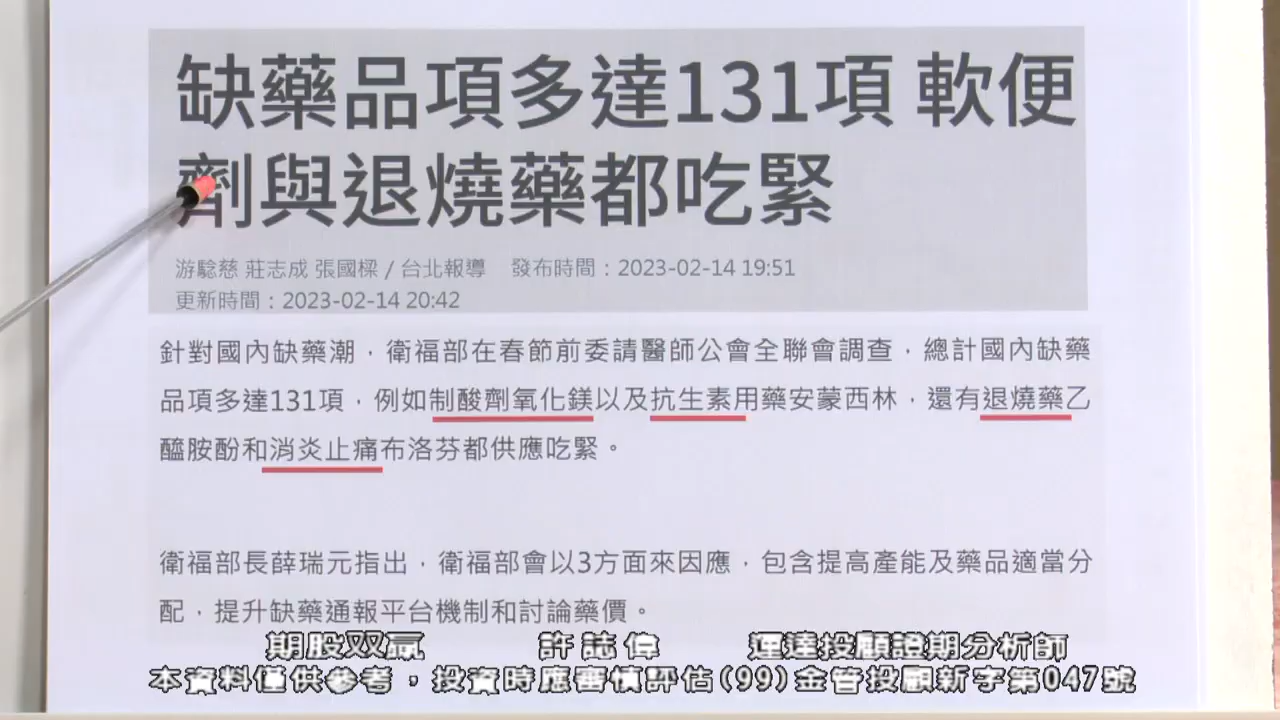 缺藥品項多達131項 軟便
劑與退燒藥都吃緊
游騐慈 莊志成 張國樑 / 台北報導 發布時間：2023-02-14 19:51
更新時間：2023-02-14 20:42
針對國內缺藥潮，衛福部在春節前委請醫師公會全聯會調查，總計國內缺藥
品項多達131項，例如制酸劑氧化鎂以及抗生素用藥安蒙西林，還有退燒藥乙
醯胺酚和消炎止痛布洛芬都供應吃緊。
衛福部長薛瑞元指出，衛福部會以3方面來因應，包含提高產能及藥品適當分
配，提升缺藥通報平台機制和討論藥價。
期股双贏 許誌偉 運達投顧證期分析師
本資料僅供參考，投資時應審慎評估(99)金管投顧新字第047號